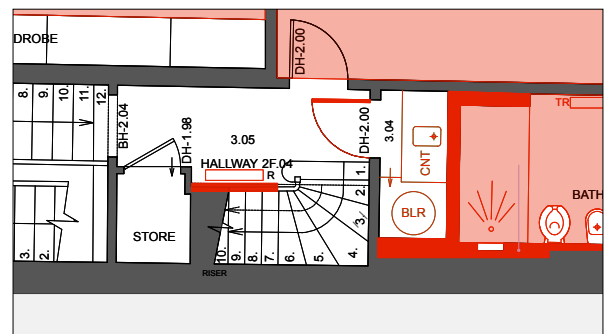 DROBE
DH-2.00
8.
9.
10.
11.
12.
BH-2.04
DH-1.98
3.05
HALLWAY 2F.04
R
DH-2.00
3.04
CNT
TR
BATH
BLR
STORE
1.
2.
3.
4.
5.
6.
7.
8.
9.
10.
RISER
3.
2.